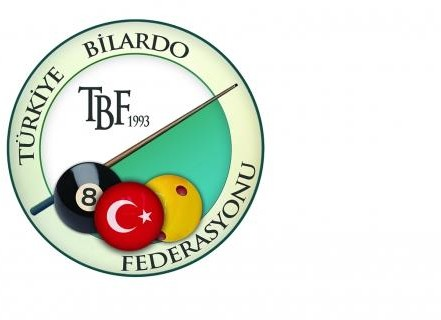 TÜRKİYE BİLARDO
FEDERASYONU
TBF
1993
8